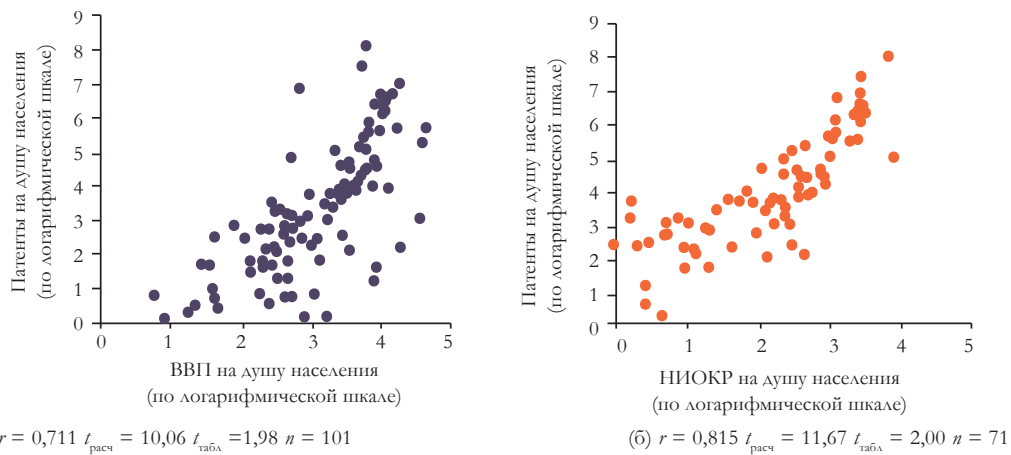 Патенты на душу населения
(по логарифмической шкале)
9
8
7
6
5
4
3
2
1
0
0 1 2 3 4 5
ВВП на душу населения
(по логарифмической шкале)
r = 0,711 tрасч = 10,06 tтабл =1,98 n = 101
Патенты на душу населения
(по логарифмичсской шкале)
9
8
7
6
5
4
3
2
1
0
0 1 2 3 4 5
НИОКР на душу населения
(по логарифмической шкале)
(б) r = 0,815 tрасч = 11,67 tтабл = 2,00 n = 71